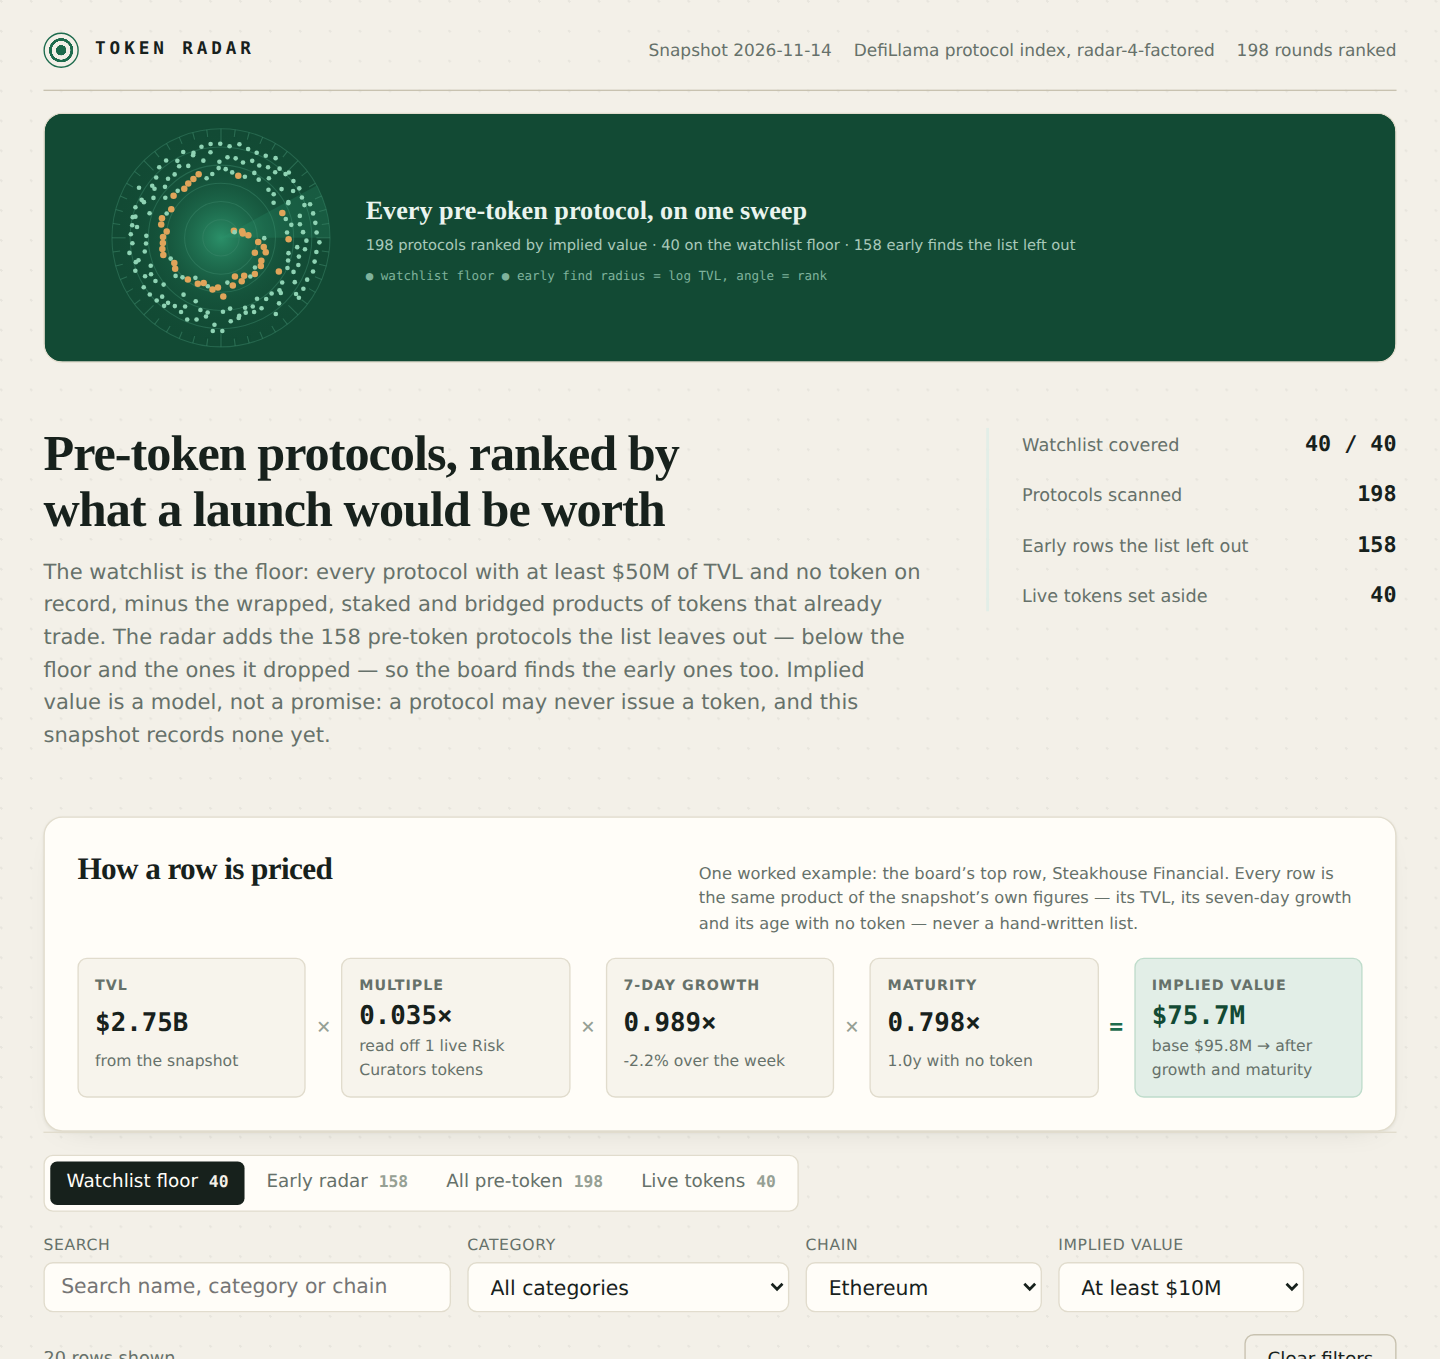 TOKEN RADAR
Snapshot 2026-11-14 DefiLlama protocol index, radar-4-factored 198 rounds ranked
Every pre-token protocol, on one sweep
198 protocols ranked by implied value · 40 on the watchlist floor · 158 early finds the list left out
● watchlist floor ● early find radius = log TVL, angle = rank
Pre-token protocols, ranked by
what a launch would be worth
The watchlist is the floor: every protocol with at least $50M of TVL and no token on
record, minus the wrapped, staked and bridged products of tokens that already
trade. The radar adds the 158 pre-token protocols the list leaves out — below the
floor and the ones it dropped — so the board finds the early ones too. Implied
value is a model, not a promise: a protocol may never issue a token, and this
snapshot records none yet.
Watchlist covered 40 / 40
Protocols scanned 198
Early rows the list left out 158
Live tokens set aside 40
How a row is priced
One worked example: the board’s top row, Steakhouse Financial. Every row is
the same product of the snapshot’s own figures — its TVL, its seven-day growth
and its age with no token — never a hand-written list.
TVL
$2.75B
from the snapshot
×
MULTIPLE
0.035×
read off 1 live Risk
Curators tokens
×
7-DAY GROWTH
0.989×
-2.2% over the week
×
MATURITY
0.798×
1.0y with no token
=
IMPLIED VALUE
$75.7M
base $95.8M → after
growth and maturity
Watchlist floor 40 Early radar 158 All pre-token 198 Live tokens 40
SEARCH
Search name, category or chain
CATEGORY
All categories
CHAIN
Ethereum
IMPLIED VALUE
At least $10M
20 rows shown
Clear filters